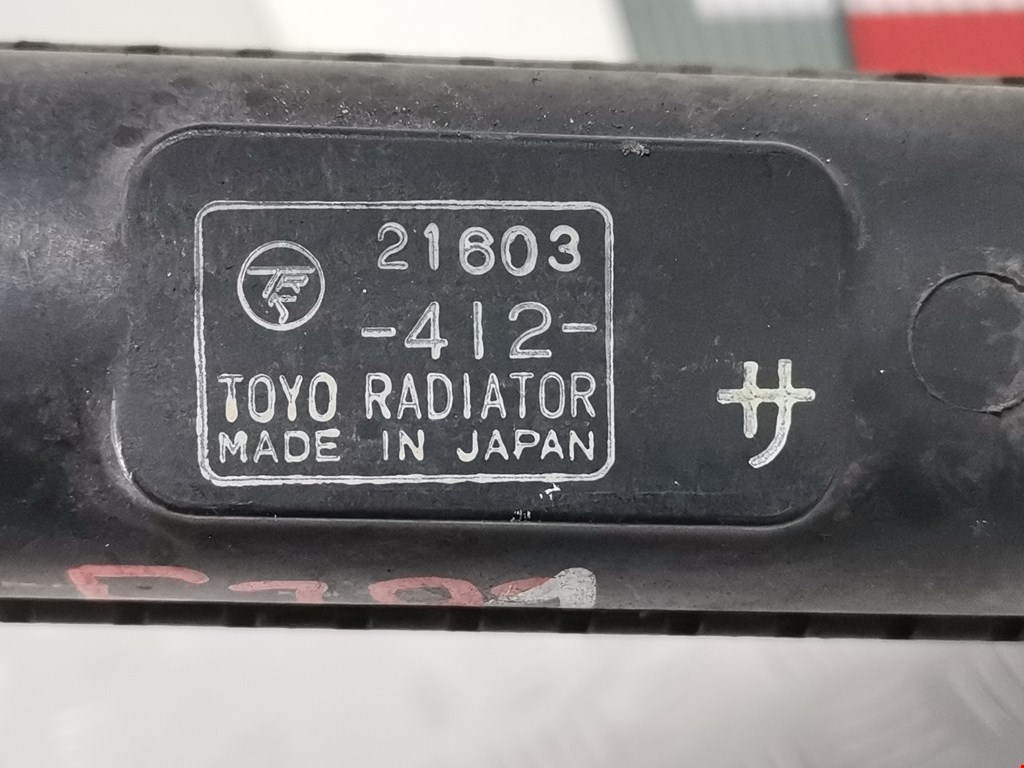 21603
-412-
TOYO RADIATOR
MADE IN JAPAN
サ